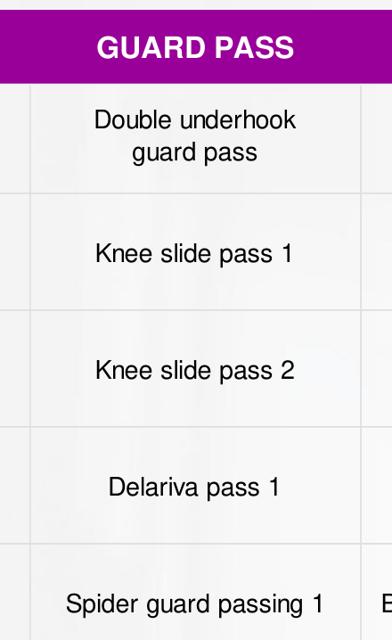 GUARD PASS
Double underhook
guard pass
Knee slide pass 1
Knee slide pass 2
Delariva pass 1
Spider guard passing 1